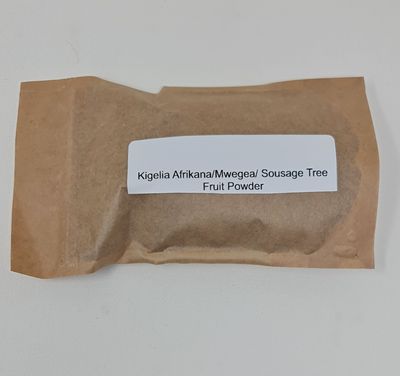 Kigelia Afrikana/Mwegea/ Sousage Tree
Fruit Powder